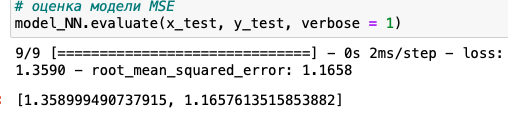 # оценка модели MSE
model_NN.evaluate(x_test, y_test, verbose = 1)
9/9 [==============================] - 0s 2ms/step - loss:
1.3590 - root_mean_squared_error: 1.1658
[1.358999490737915, 1.1657613515853882]